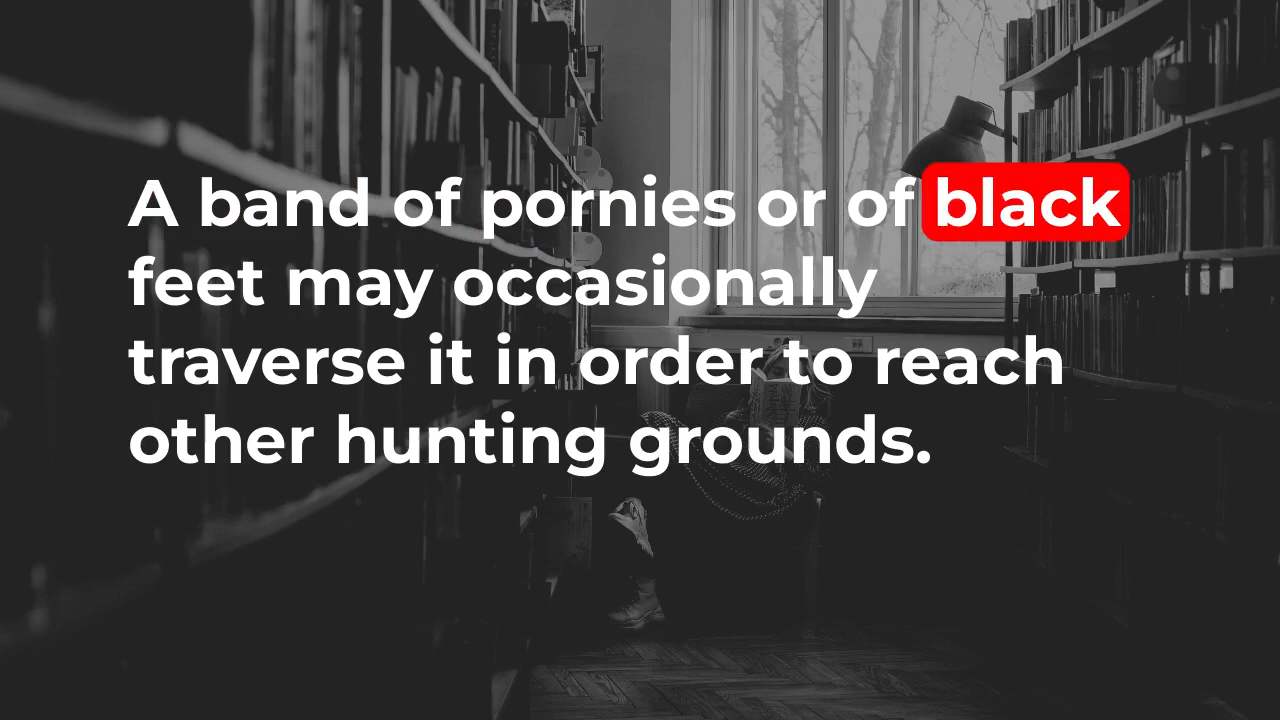 A band of pornies or of black
feet may occasionally
traverse it in order to reach
other hunting grounds.